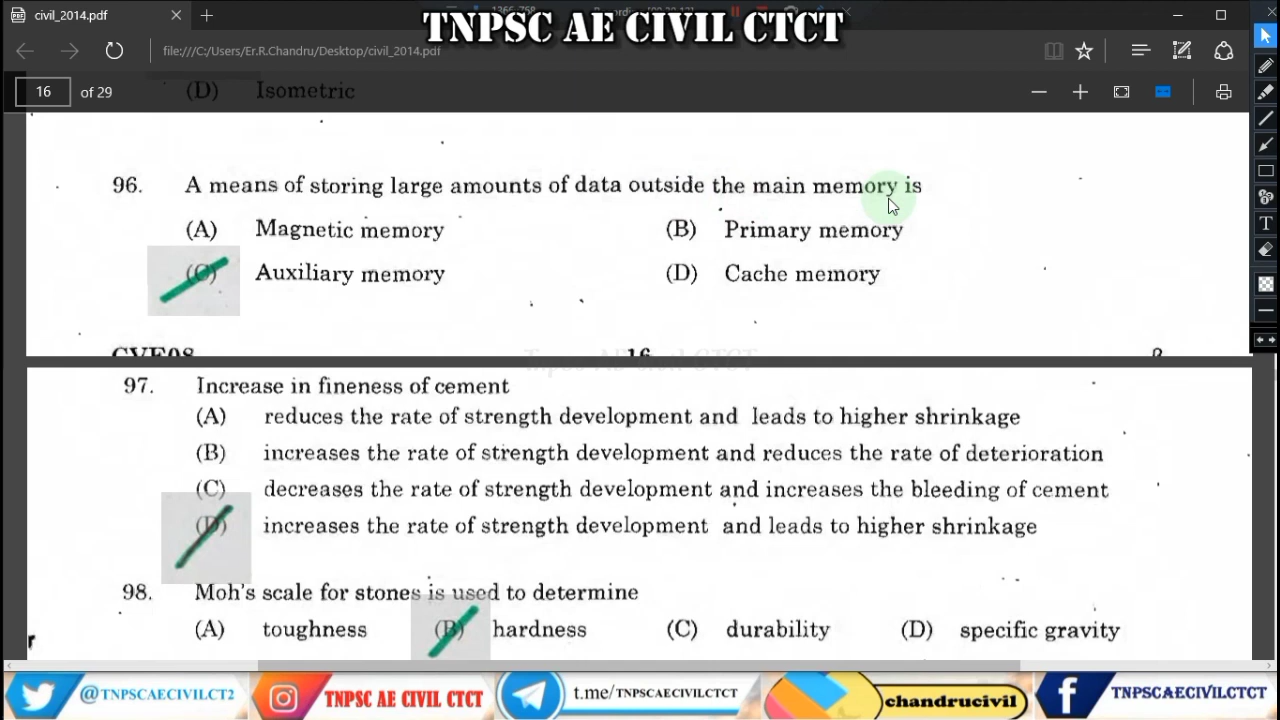 civil_2014.pdf
TNPSC AE CIVIL CTCT
file:///C:/Users/Er.R.Chandru/Desktop/civil_2014.pdf
16 of 29
(D) Isometric
96. A means of storing large amounts of data outside the main memory is
(A) Magnetic memory (B) Primary memory
(C) Auxiliary memory (D) Cache memory
CVE08 16
97. Increase in fineness of cement
(A) reduces the rate of strength development and leads to higher shrinkage
(B) increases the rate of strength development and reduces the rate of deterioration
(C) decreases the rate of strength development and increases the bleeding of cement
(D) increases the rate of strength development and leads to higher shrinkage
98. Moh's scale for stones is used to determine
(A) toughness (B) hardness (C) durability (D) specific gravity
@TNPSCAECIVILCT2 TNPSC AE CIVIL CTCT t.me/TNPSCAECIVILCTCT chandrucivil TNPSCAECIVILCTCT